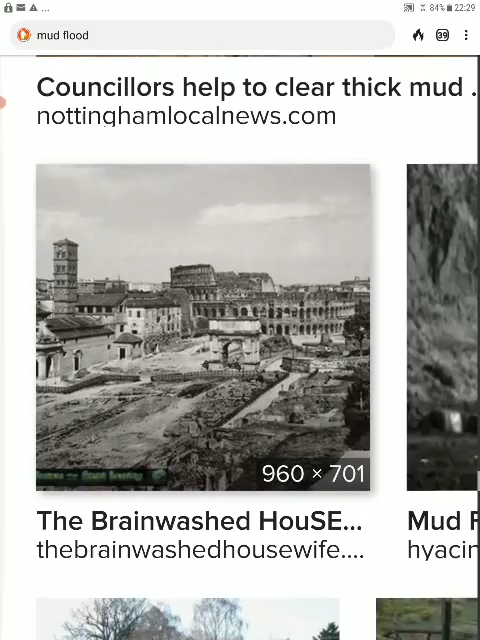 84% 22:29
mud flood
39
Councillors help to clear thick mud .
nottinghamlocalnews.com
960 × 701
The Brainwashed HouSE...
Mud F
thebrainwashedhousewife....
hyacin